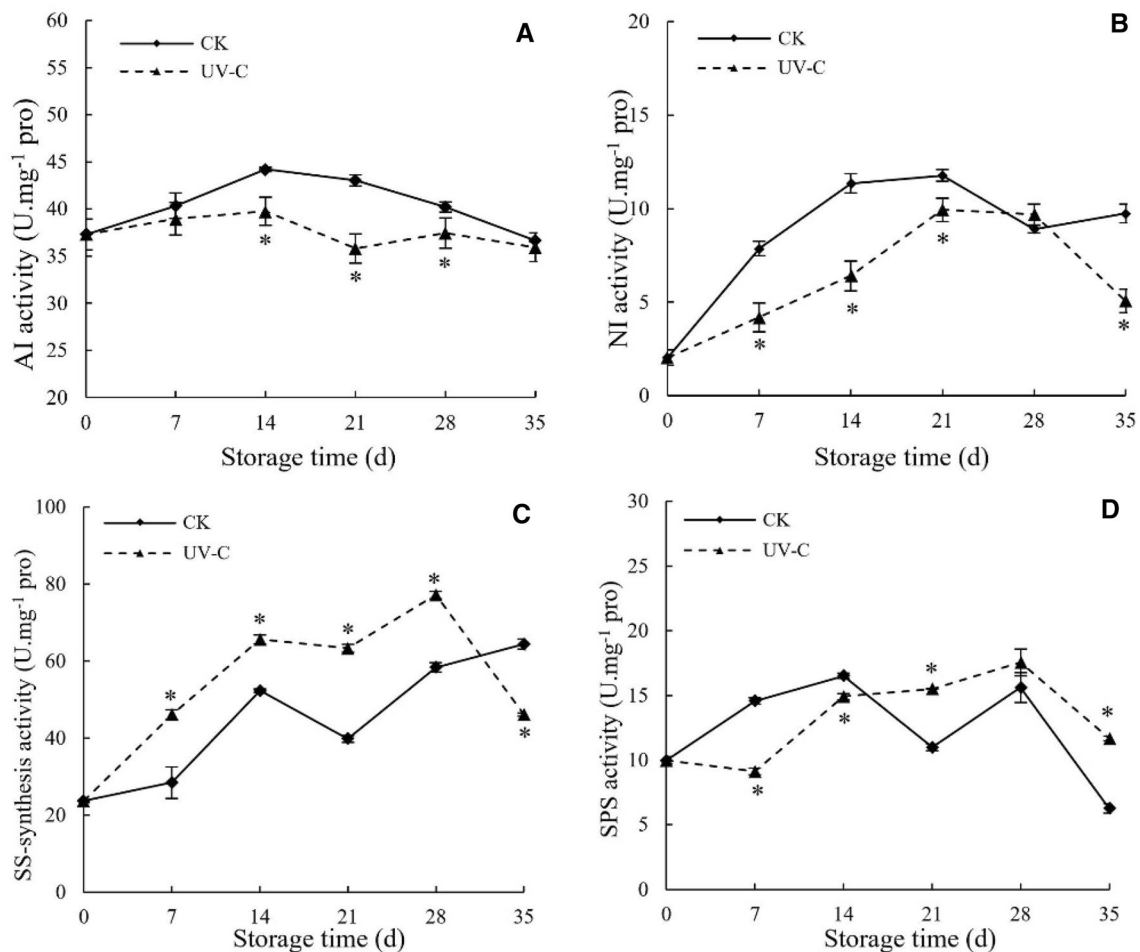 A
CK
UV-C
AI activity (U.mg⁻¹ pro)
60
55
50
45
40
35
30
25
20
*
*
*
0 7 14 21 28 35
Storage time (d)
B
CK
UV-C
NI activity (U.mg⁻¹ pro)
20
15
10
5
0
*
*
*
*
0 7 14 21 28 35
Storage time (d)
C
CK
UV-C
SS-synthesis activity (U.mg⁻¹ pro)
100
80
60
40
20
0
*
*
*
*
*
0 7 14 21 28 35
Storage time (d)
D
CK
UV-C
SPS activity (U.mg⁻¹ pro)
30
25
20
15
10
5
0
*
*
*
*
0 7 14 21 28 35
Storage time (d)